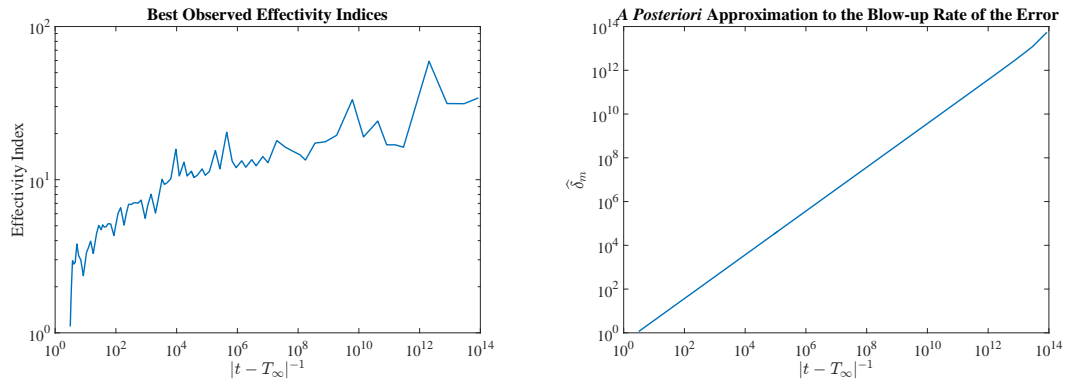 Best Observed Effectivity Indices
Effectivity Index
10^2
10^1
10^0
10^0 10^2 10^4 10^6 10^8 10^10 10^12 10^14
|t − T_∞|^−1
A Posteriori Approximation to the Blow-up Rate of the Error
δ̂_m
10^14
10^12
10^10
10^8
10^6
10^4
10^2
10^0
10^0 10^2 10^4 10^6 10^8 10^10 10^12 10^14
|t − T_∞|^−1